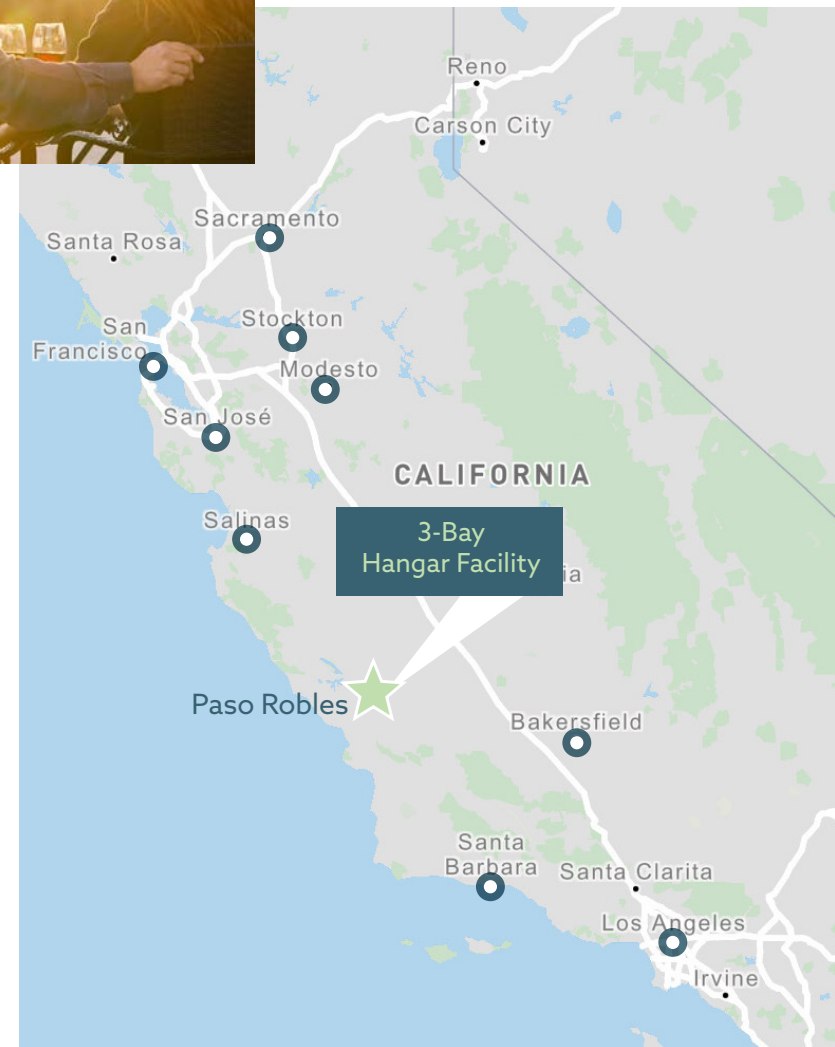 Reno
Carson City
Sacramento
Santa Rosa
San
Francisco
Stockton
Modesto
San José
CALIFORNIA
Salinas
3-Bay
Hangar Facility
ia
Paso Robles
Bakersfield
Santa
Barbara
Santa Clarita
Los Angeles
Irvine